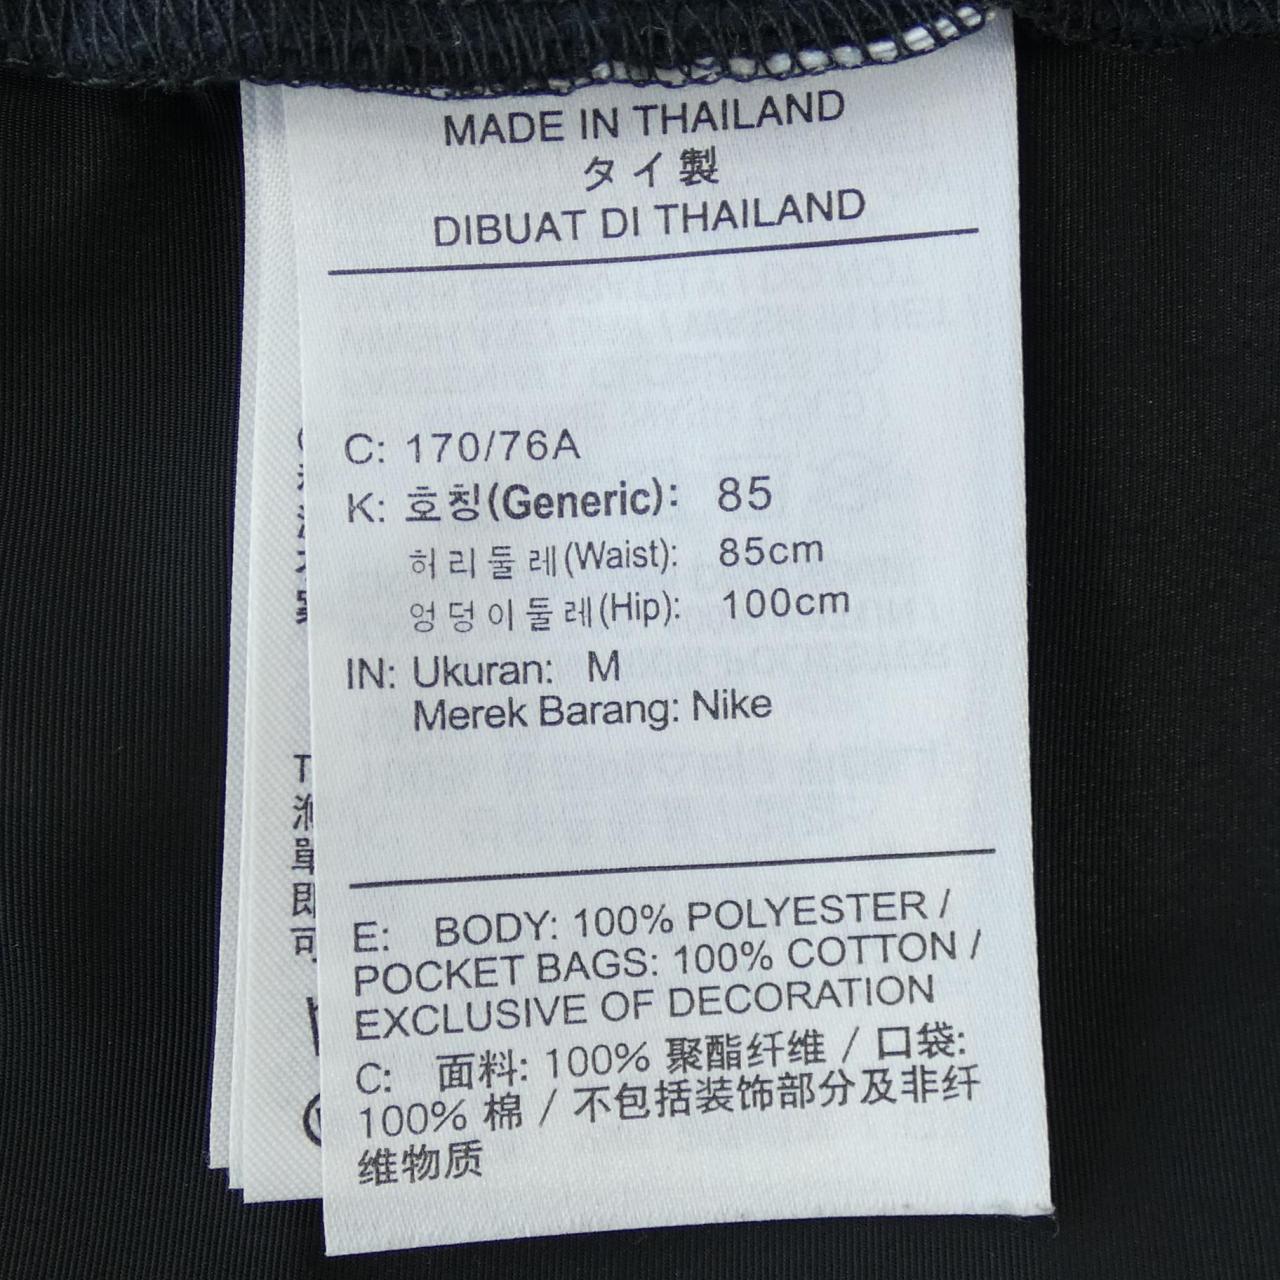 MADE IN THAILAND
タイ製
DIBUAT DI THAILAND
C: 170/76A
K: 호칭(Generic): 85
허리둘레(Waist): 85cm
엉덩이둘레(Hip): 100cm
IN: Ukuran: M
Merek Barang: Nike
E: BODY: 100% POLYESTER /
POCKET BAGS: 100% COTTON /
EXCLUSIVE OF DECORATION
C: 面料: 100% 聚酯纤维 / 口袋:
100% 棉 / 不包括装饰部分及非纤
维物质